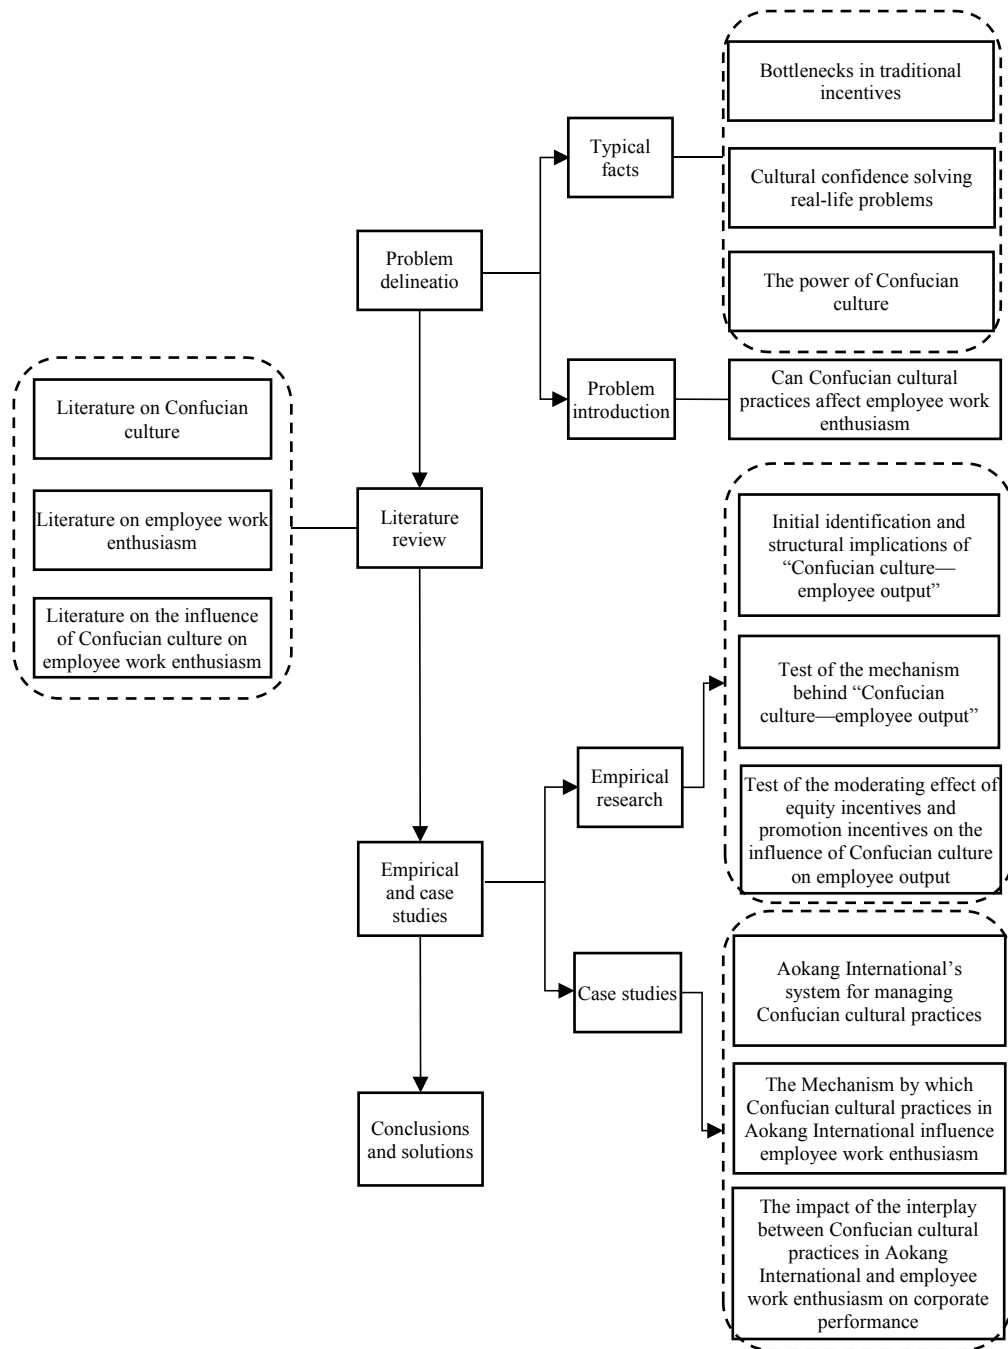 Bottlenecks in traditional
incentives
Typical
facts
Cultural confidence solving
real-life problems
Problem
delineatio
The power of Confucian
culture
Problem
introduction
Can Confucian cultural
practices affect employee work
enthusiasm
Literature on Confucian
culture
Literature on employee work
enthusiasm
Literature on the influence
of Confucian culture on
employee work enthusiasm
Literature
review
Initial identification and
structural implications of
“Confucian culture—
employee output”
Test of the mechanism
behind “Confucian
culture—employee output”
Empirical
research
Test of the moderating effect of
equity incentives and
promotion incentives on the
influence of Confucian culture
on employee output
Empirical
and case
studies
Case studies
Aokang International’s
system for managing
Confucian cultural practices
The Mechanism by which
Confucian cultural practices in
Aokang International influence
employee work enthusiasm
Conclusions
and solutions
The impact of the interplay
between Confucian cultural
practices in Aokang
International and employee
work enthusiasm on corporate
performance